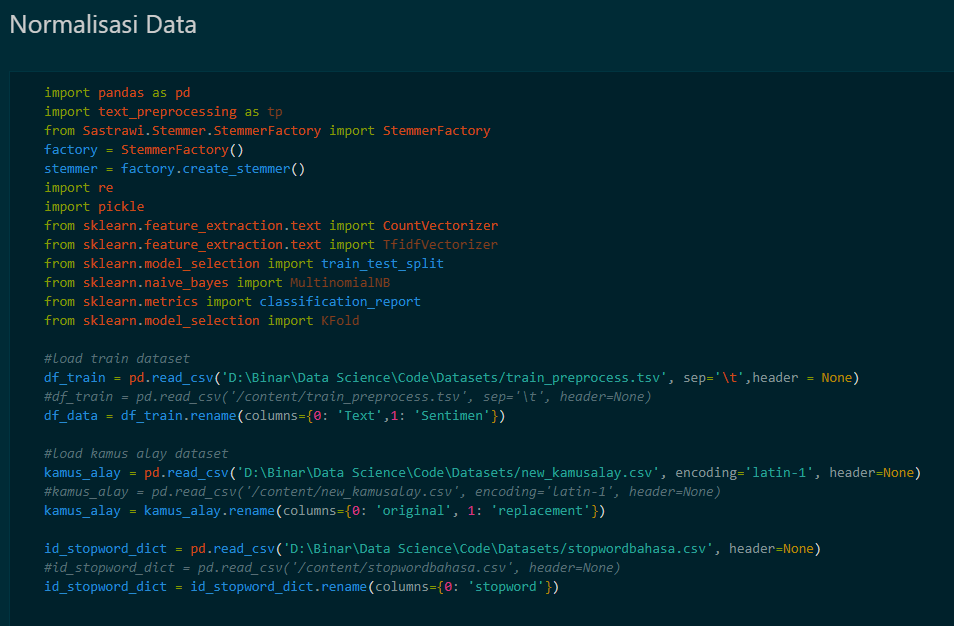 Normalisasi Data
import pandas as pd
import text_preprocessing as tp
from Sastrawi.Stemmer.StemmerFactory import StemmerFactory
factory = StemmerFactory()
stemmer = factory.create_stemmer()
import re
import pickle
from sklearn.feature_extraction.text import CountVectorizer
from sklearn.feature_extraction.text import TfidfVectorizer
from sklearn.model_selection import train_test_split
from sklearn.naive_bayes import MultinomialNB
from sklearn.metrics import classification_report
from sklearn.model_selection import KFold
#load train dataset
df_train = pd.read_csv('D:\Binar\Data Science\Code\Datasets/train_preprocess.tsv', sep='\t',header = None)
#df_train = pd.read_csv('/content/train_preprocess.tsv', sep='\t', header=None)
df_data = df_train.rename(columns={0: 'Text',1: 'Sentimen'})
#Load kamus alay dataset
kamus_alay = pd.read_csv('D:\Binar\Data Science\Code\Datasets/new_kamusalay.csv', encoding='latin-1', header=None)
#kamus_alay = pd.read_csv('/content/new_kamusalay.csv', encoding='latin-1', header=None)
kamus_alay = kamus_alay.rename(columns={0: 'original', 1: 'replacement'})
id_stopword_dict = pd.read_csv('D:\Binar\Data Science\Code\Datasets/stopwordbahasa.csv', header=None)
#id_stopword_dict = pd.read_csv('/content/stopwordbahasa.csv', header=None)
id_stopword_dict = id_stopword_dict.rename(columns={0: 'stopword'})